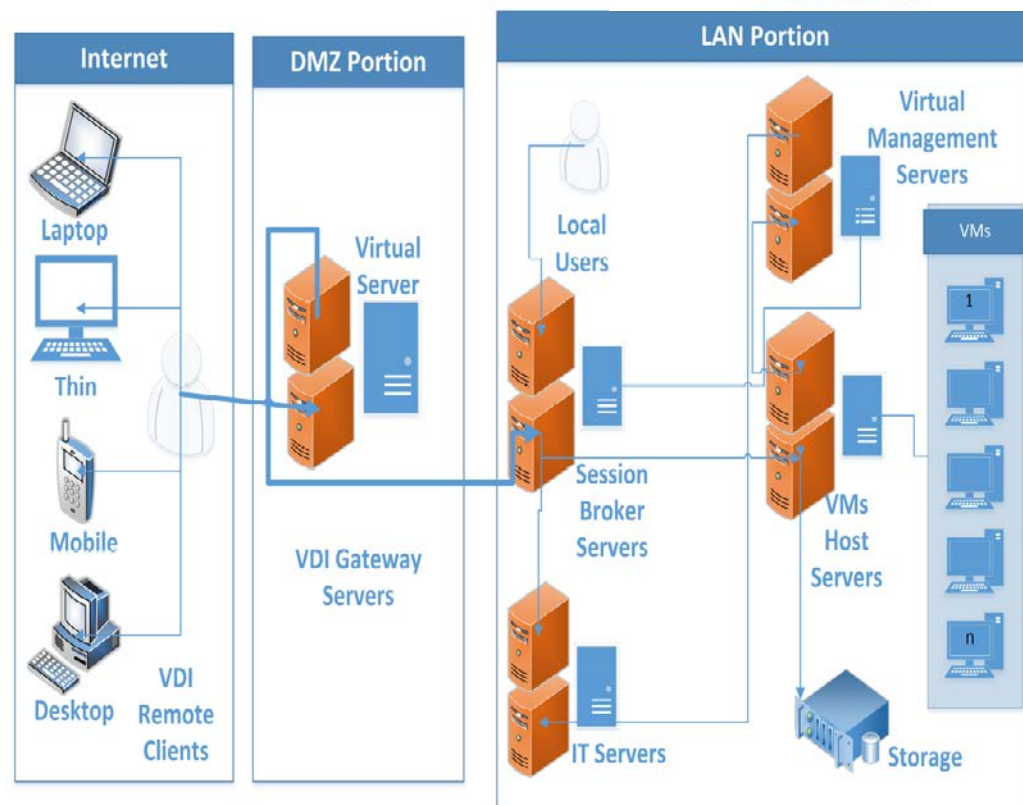 Internet
Laptop
Thin
Mobile
Desktop
VDI
Remote
Clients
DMZ Portion
Virtual
Server
VDI Gateway
Servers
LAN Portion
Local
Users
Session
Broker
Servers
IT Servers
Virtual
Management
Servers
VMs
Host
Servers
Storage
VMs
1
n